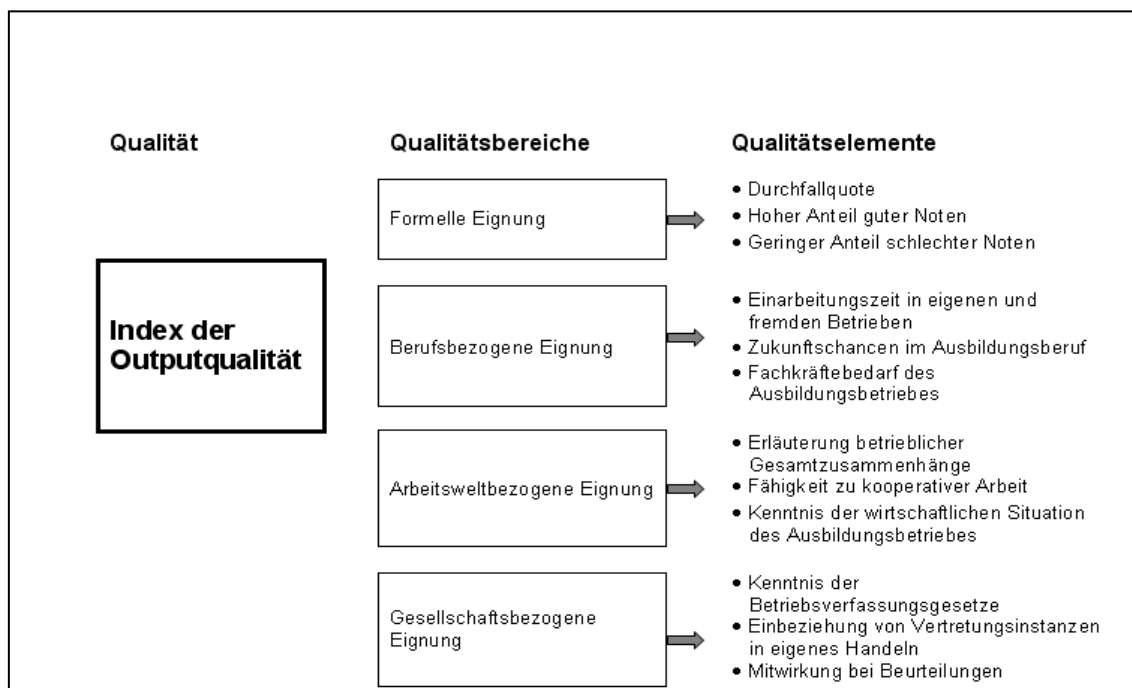 Qualität
Qualitätsbereiche
Qualitätselemente
Index der
Outputqualität
Formelle Eignung
• Durchfallquote
• Hoher Anteil guter Noten
• Geringer Anteil schlechter Noten
Berufsbezogene Eignung
• Einarbeitungszeit in eigenen und
fremden Betrieben
• Zukunftschancen im Ausbildungsberuf
• Fachkräftebedarf des
Ausbildungsbetriebes
Arbeitsweltbezogene Eignung
• Erläuterung betrieblicher
Gesamtzusammenhänge
• Fähigkeit zu kooperativer Arbeit
• Kenntnis der wirtschaftlichen Situation
des Ausbildungsbetriebes
Gesellschaftsbezogene
Eignung
• Kenntnis der
Betriebsverfassungsgesetze
• Einbeziehung von Vertretungsinstanzen
in eigenes Handeln
• Mitwirkung bei Beurteilungen